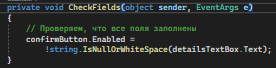 private void CheckFields(object sender, EventArgs e)
{
// Проверяем, что все поля заполнены
confirmButton.Enabled =
!string.IsNullOrWhiteSpace(detailsTextBox.Text);
}